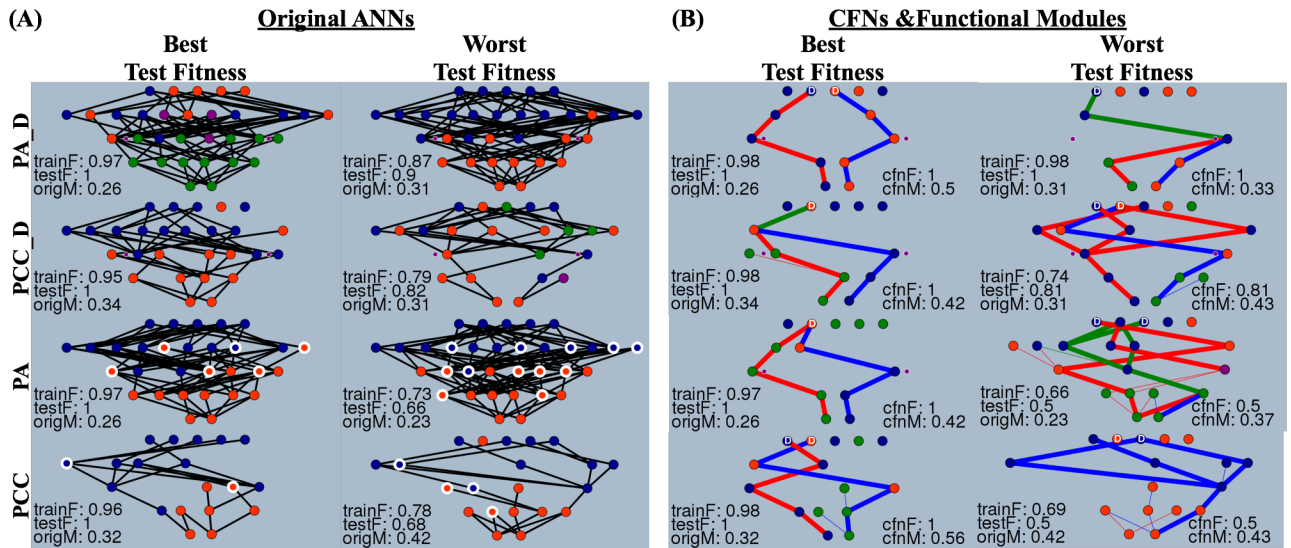 (A) Original ANNs
(B) CFNs &Functional Modules
Best
Test Fitness
Worst
Test Fitness
Best
Test Fitness
Worst
Test Fitness
PA_D
trainF: 0.97
testF: 1
origM: 0.26
trainF: 0.87
testF: 0.9
origM: 0.31
D D
trainF: 0.98
testF: 1
origM: 0.26
cfnF: 1
cfnM: 0.5
D
trainF: 0.98
testF: 1
origM: 0.31
cfnF: 1
cfnM: 0.33
PCC_D
trainF: 0.95
testF: 1
origM: 0.34
trainF: 0.79
testF: 0.82
origM: 0.31
D
trainF: 0.98
testF: 1
origM: 0.34
cfnF: 1
cfnM: 0.42
D D
trainF: 0.74
testF: 0.81
origM: 0.31
cfnF: 0.81
cfnM: 0.43
PA
trainF: 0.97
testF: 1
origM: 0.26
trainF: 0.73
testF: 0.66
origM: 0.23
D
trainF: 0.97
testF: 1
origM: 0.26
cfnF: 1
cfnM: 0.42
D D
trainF: 0.66
testF: 0.5
origM: 0.23
cfnF: 0.5
cfnM: 0.37
PCC
trainF: 0.96
testF: 1
origM: 0.32
trainF: 0.78
testF: 0.68
origM: 0.42
D D
trainF: 0.98
testF: 1
origM: 0.32
cfnF: 1
cfnM: 0.56
D D
trainF: 0.69
testF: 0.5
origM: 0.42
cfnF: 0.5
cfnM: 0.43